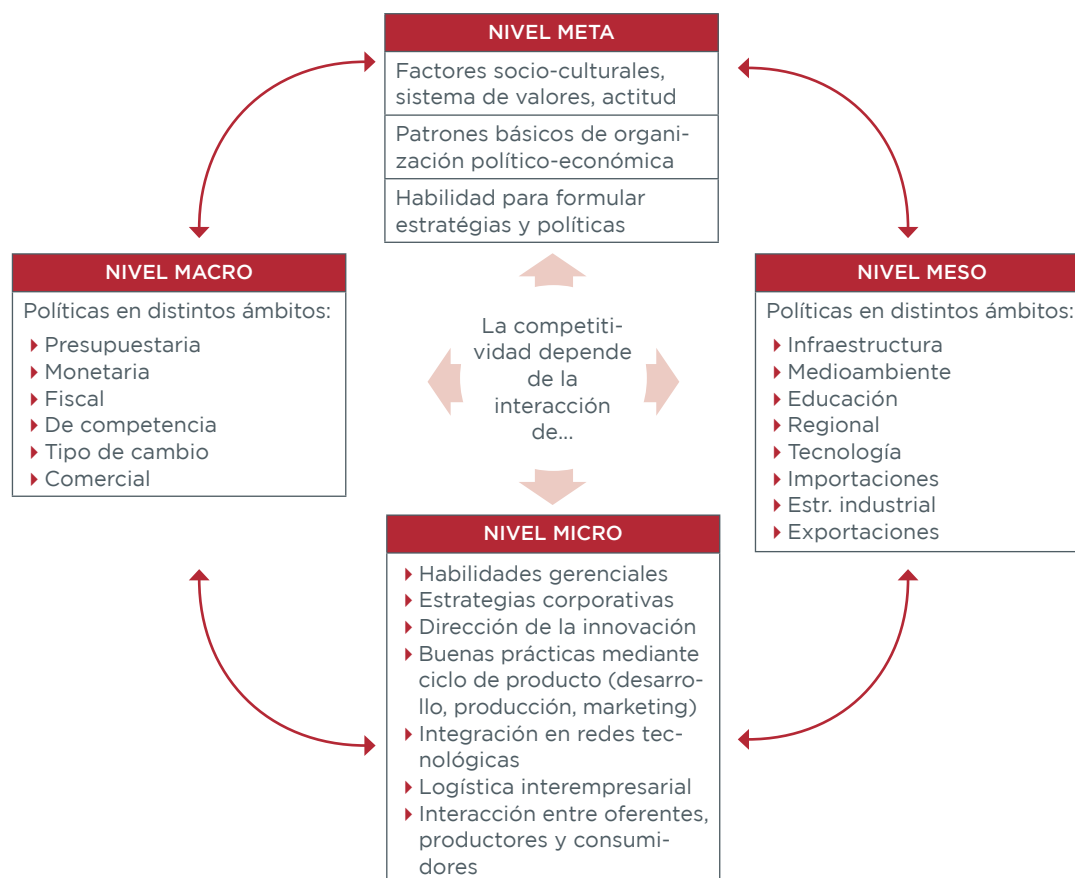 NIVEL META
Factores socio-culturales,
sistema de valores, actitud
Patrones básicos de organi-
zación político-económica
Habilidad para formular
estratégias y políticas
NIVEL MACRO
Políticas en distintos ámbitos:
Presupuestaria
Monetaria
Fiscal
De competencia
Tipo de cambio
Comercial
La competiti-
vidad depende
de la
interacción
de...
NIVEL MESO
Políticas en distintos ámbitos:
Infraestructura
Medioambiente
Educación
Regional
Tecnología
Importaciones
Estr. industrial
Exportaciones
NIVEL MICRO
Habilidades gerenciales
Estrategias corporativas
Dirección de la innovación
Buenas prácticas mediante
ciclo de producto (desarro-
llo, producción, marketing)
Integración en redes tec-
nológicas
Logística interempresarial
Interacción entre oferentes,
productores y consumi-
dores